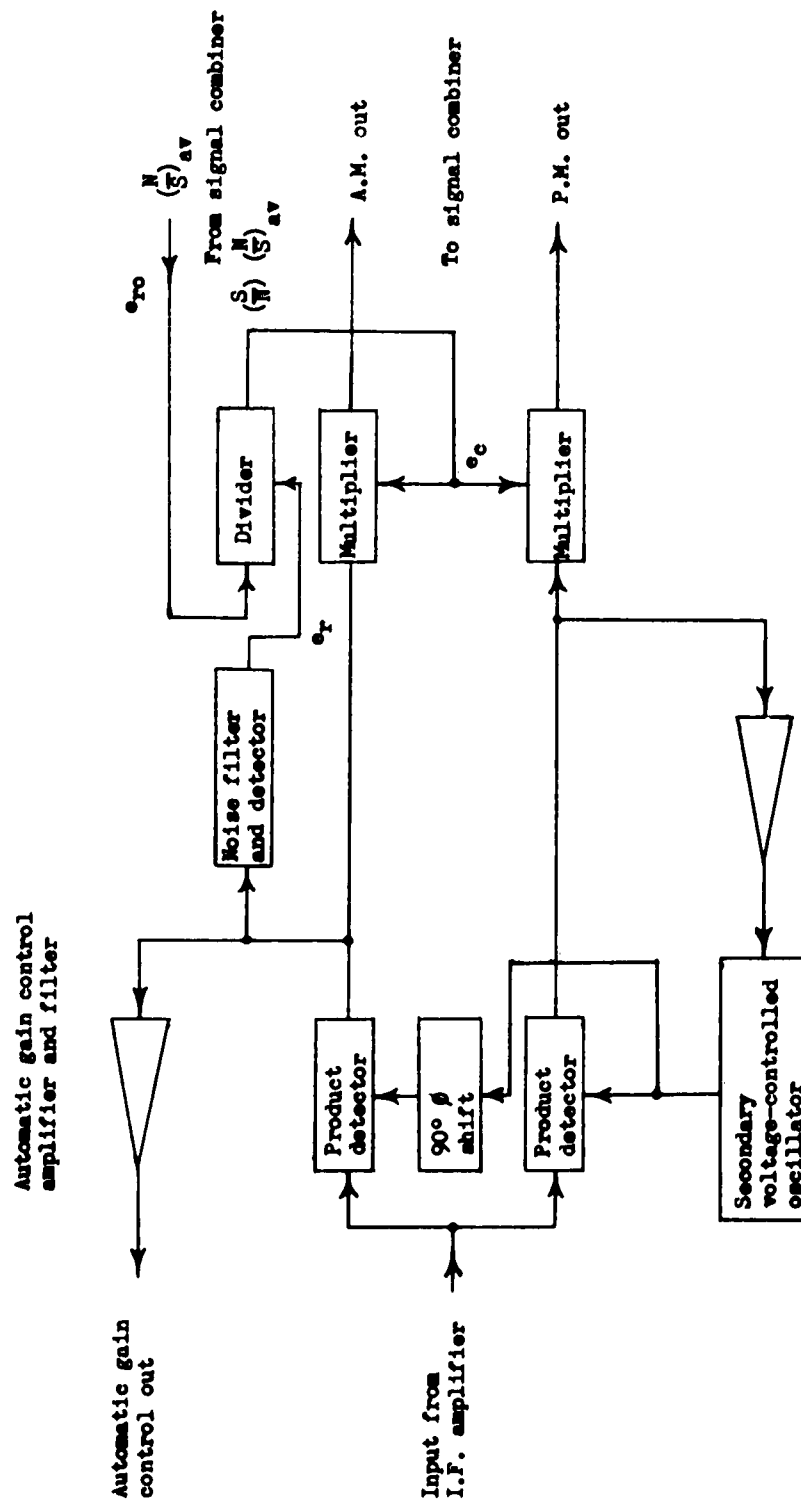 Automatic gain control
amplifier and filter
Automatic gain
control out
Noise filter
and detector
e_r
e_ro
(N/S)av
From signal combiner
(S/N) (N/S)av
Divider
Product
detector
Multiplier
A.M. out
90° ø
shift
e_c
To signal combiner
Input from
I.F. amplifier
Product
detector
Multiplier
P.M. out
Secondary
voltage-controlled
oscillator